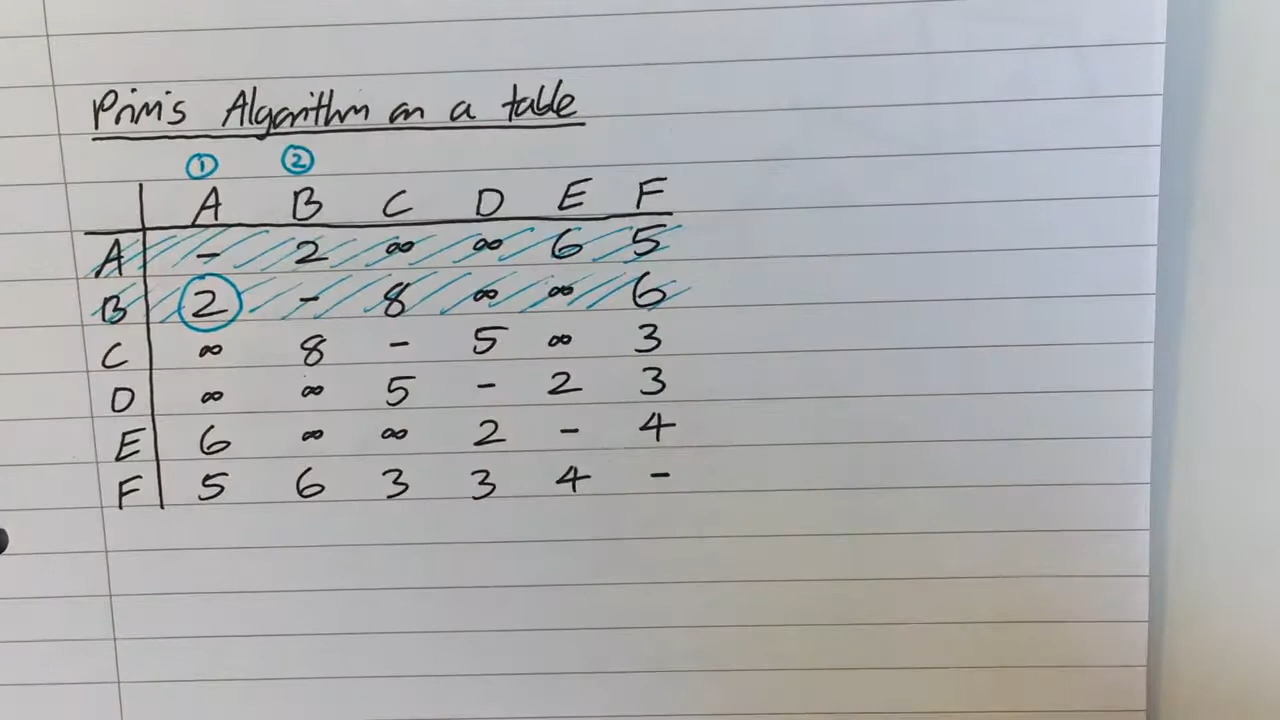 Prim's Algorithm on a table
① ②
A B C D E F
A - 2 ∞ ∞ 6 5
B 2 - 8 ∞ ∞ 6
C ∞ 8 - 5 ∞ 3
D ∞ ∞ 5 - 2 3
E 6 ∞ ∞ 2 - 4
F 5 6 3 3 4 -